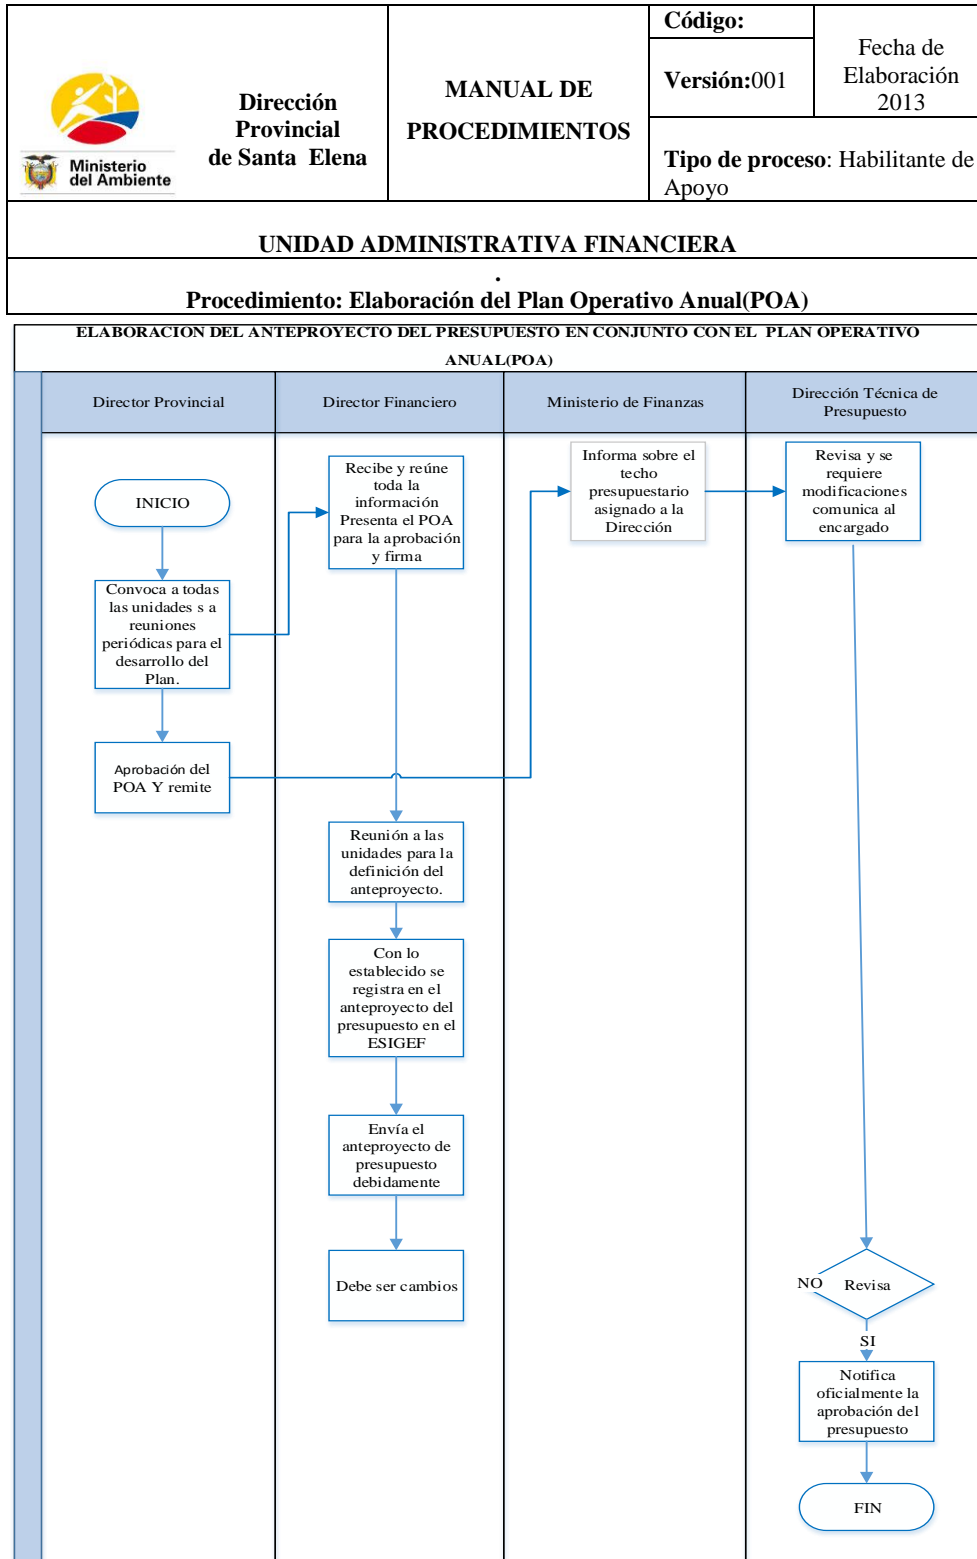 Ministerio
del Ambiente
Dirección
Provincial
de Santa Elena
MANUAL DE
PROCEDIMIENTOS
Código:
Versión:001
Fecha de
Elaboración
2013
Tipo de proceso: Habilitante de
Apoyo
UNIDAD ADMINISTRATIVA FINANCIERA
.
Procedimiento: Elaboración del Plan Operativo Anual(POA)
ELABORACION DEL ANTEPROYECTO DEL PRESUPUESTO EN CONJUNTO CON EL PLAN OPERATIVO
ANUAL(POA)
Director Provincial
Director Financiero
Ministerio de Finanzas
Dirección Técnica de
Presupuesto
INICIO
Convoca a todas
las unidades s a
reuniones
periódicas para el
desarrollo del
Plan.
Aprobación del
POA Y remite
Recibe y reúne
toda la
información
Presenta el POA
para la aprobación
y firma
Reunión a las
unidades para la
definición del
anteproyecto.
Con lo
establecido se
registra en el
anteproyecto del
presupuesto en el
ESIGEF
Envía el
anteproyecto de
presupuesto
debidamente
Debe ser cambios
Informa sobre el
techo
presupuestario
asignado a la
Dirección
Revisa y se
requiere
modificaciones
comunica al
encargado
NO
Revisa
SI
Notifica
oficialmente la
aprobación del
presupuesto
FIN